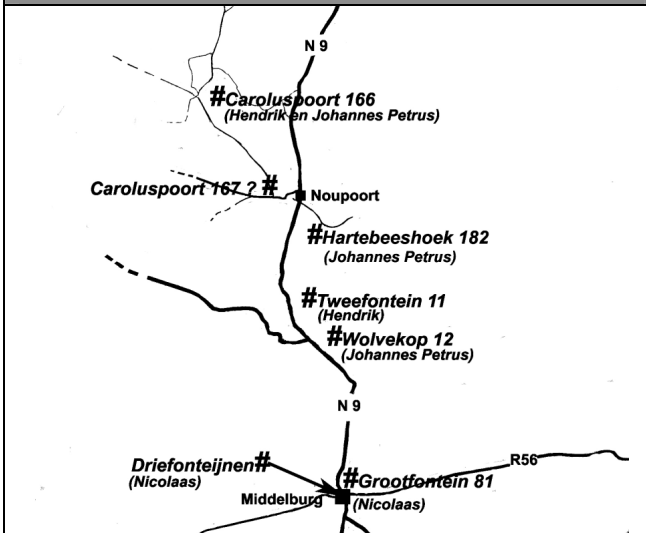 N 9
#Caroluspoort 166
(Hendrik en Johannes Petrus)
Caroluspoort 167 ? #
Noupoort
#Hartebeeshoek 182
(Johannes Petrus)
#Tweefontein 11
(Hendrik)
#Wolvekop 12
(Johannes Petrus)
N 9
R56
Driefonteijnen#
(Nicolaas)
#Grootfontein 81
Middelburg
(Nicolaas)